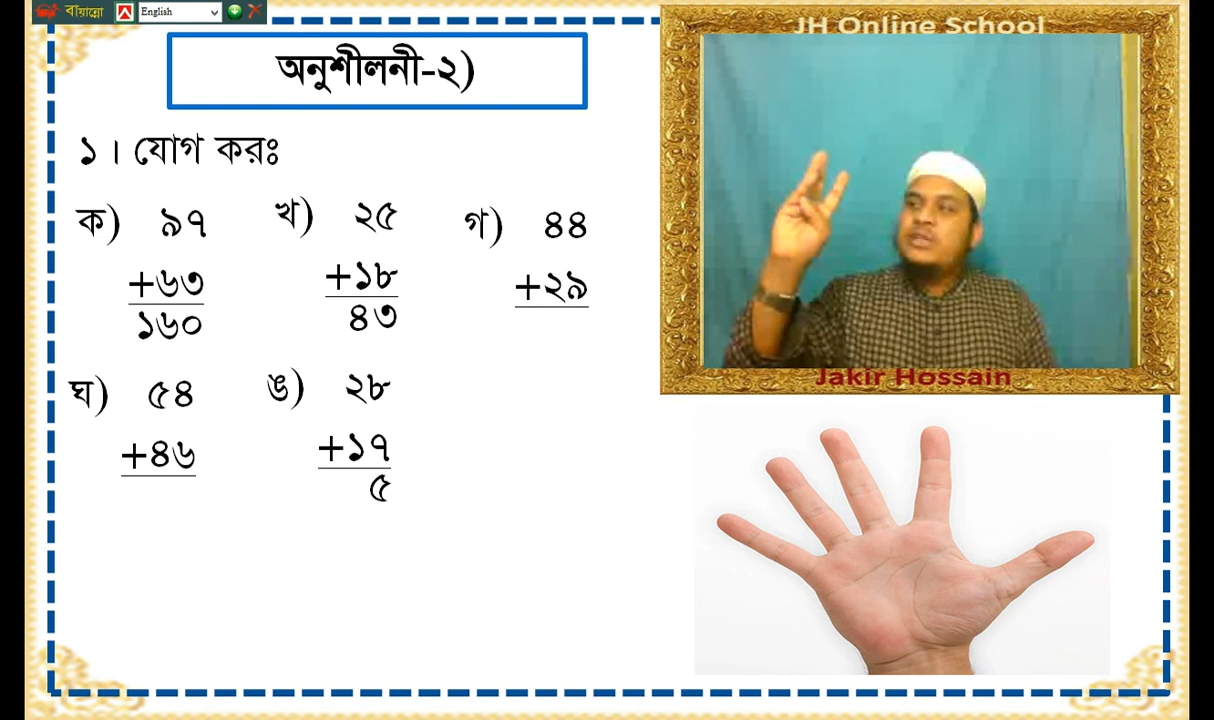 বায়ান্নো English
JH Online School
অনুশীলনী-২)
১। যোগ করঃ
ক) ৯৭
+৬৩
১৬০
খ) ২৫
+১৮
৪৩
গ) ৪৪
+২৯
Jakir Hossain
ঘ) ৫৪
+৪৬
ঙ) ২৮
+১৭
৫